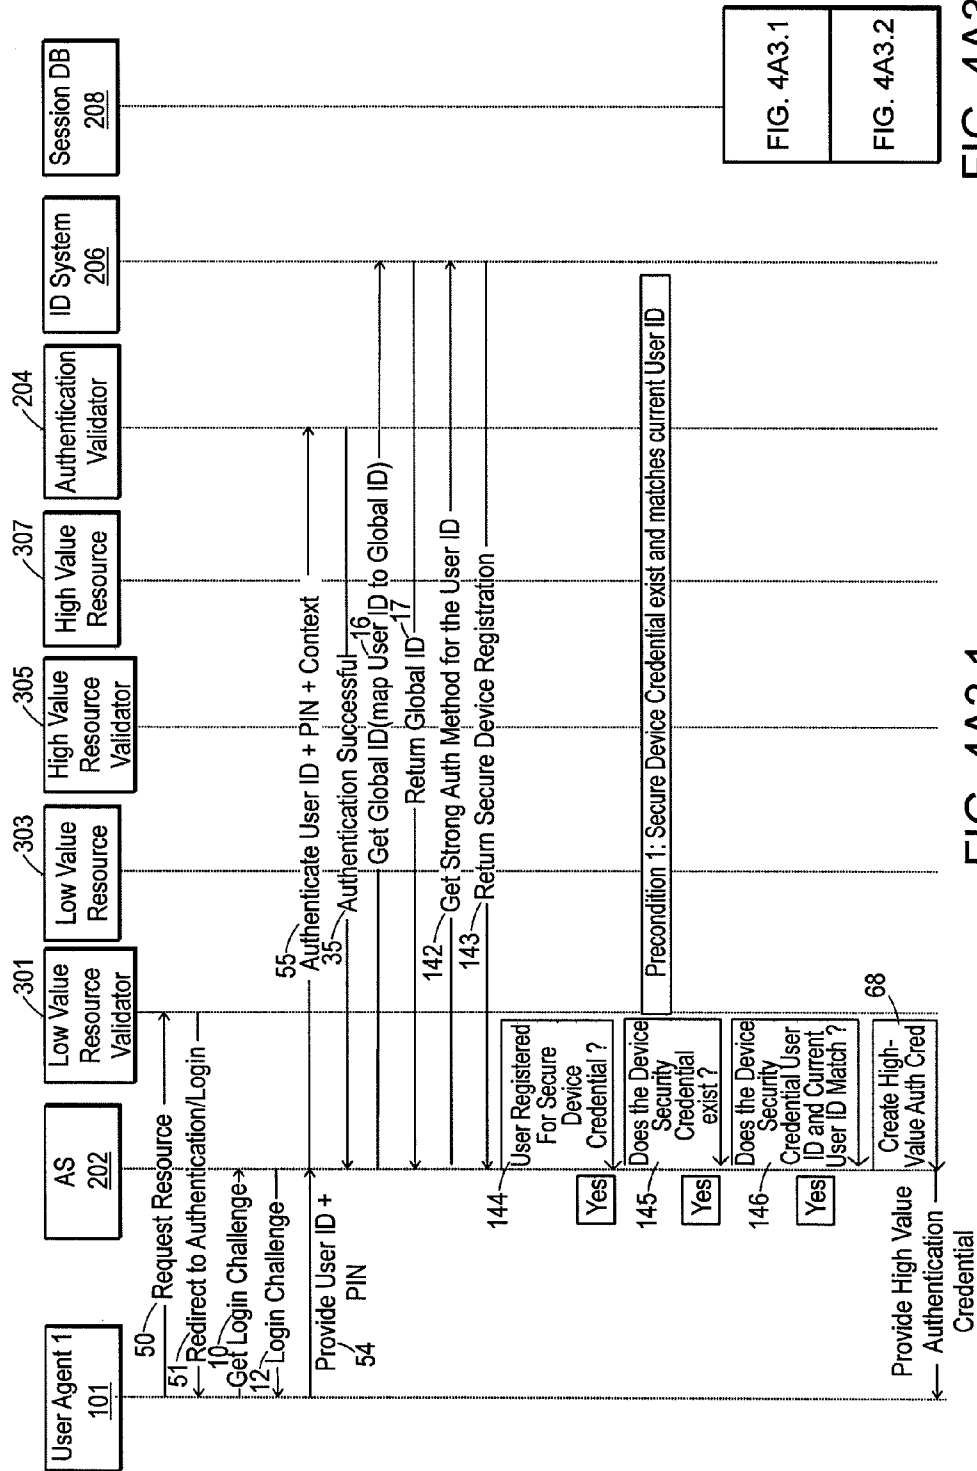 User Agent 1
101
AS
202
301
Low Value
Resource
Validator
303
Low Value
Resource
305
High Value
Resource
Validator
307
High Value
Resource
204
Authentication
Validator
ID System
206
Session DB
208
50
Request Resource
51
Redirect to Authentication/Login
10
Get Login Challenge
12
Login Challenge
Provide User ID +
PIN
54
55
Authenticate User ID + PIN + Context
35
Authentication Successful
16
Get Global ID(map User ID to Global ID)
17
Return Global ID
142
Get Strong Auth Method for the User ID
143
Return Secure Device Registration
144
User Registered
For Secure
Device
Credential ?
Yes
145
Does the Device
Security
Credential
exist ?
Yes
Precondition 1: Secure Device Credential exist and matches current User ID
146
Does the Device
Security
Credential User
ID and Current
User ID Match ?
Yes
68
Create High-
Value Auth Cred
Provide High Value
Authentication
Credential
FIG. 4A3.1
FIG. 4A3.2